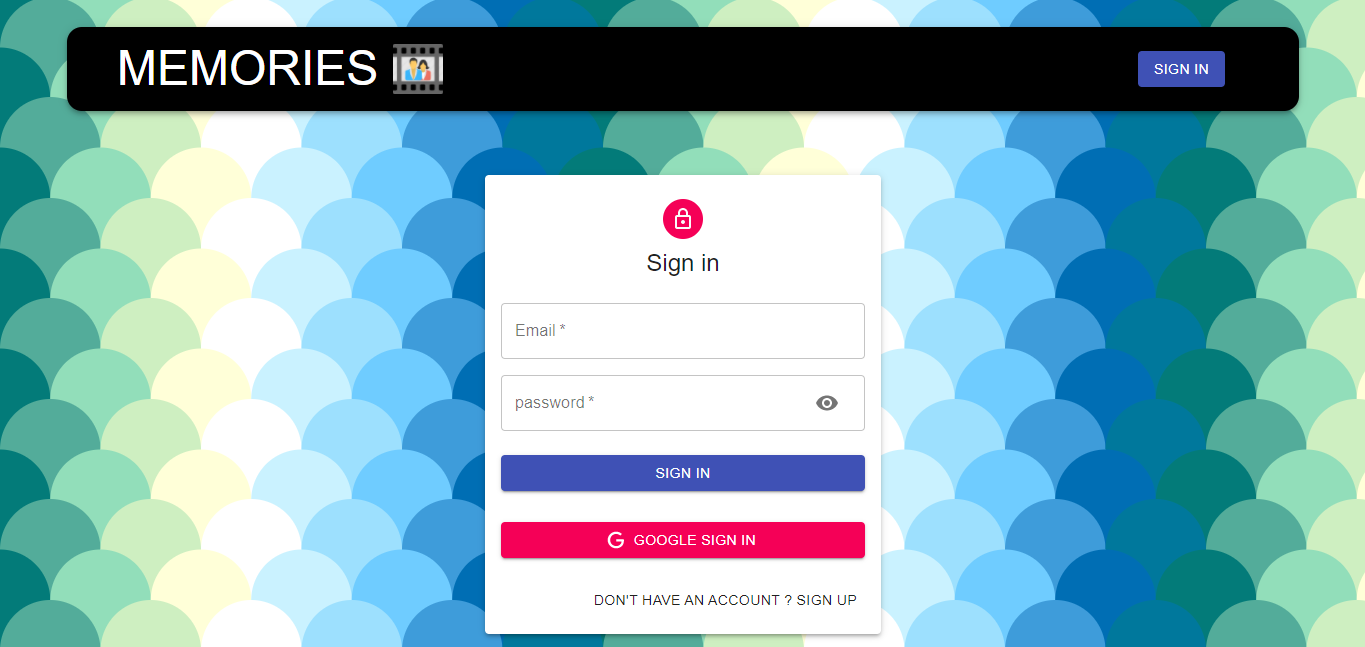 MEMORIES
SIGN IN
Sign in
Email *
password *
SIGN IN
GOOGLE SIGN IN
DON'T HAVE AN ACCOUNT ? SIGN UP